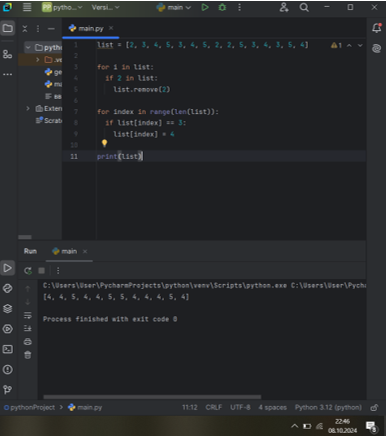 PP pytho... Vers... main
main.py
pytho
.ve
ge
ma
Exter
Scrat
1 list = [2, 3, 4, 5, 3, 4, 5, 2, 2, 5, 3, 4, 3, 5, 4]
1
2
3 for i in list:
4 if 2 in list:
5 list.remove(2)
6
7 for index in range(len(list)):
8 if list[index] == 3:
9 list[index] = 4
10
11 print(list)
Run main
C:\Users\User\PycharmProjects\python\venv\Scripts\python.exe C:\Users\User\Pycha
[4, 4, 5, 4, 4, 5, 5, 4, 4, 4, 5, 4]
Process finished with exit code 0
pythonProject > main.py 11:12 CRLF UTF-8 4 spaces Python 3.12 (python)
22:46
08.10.2024